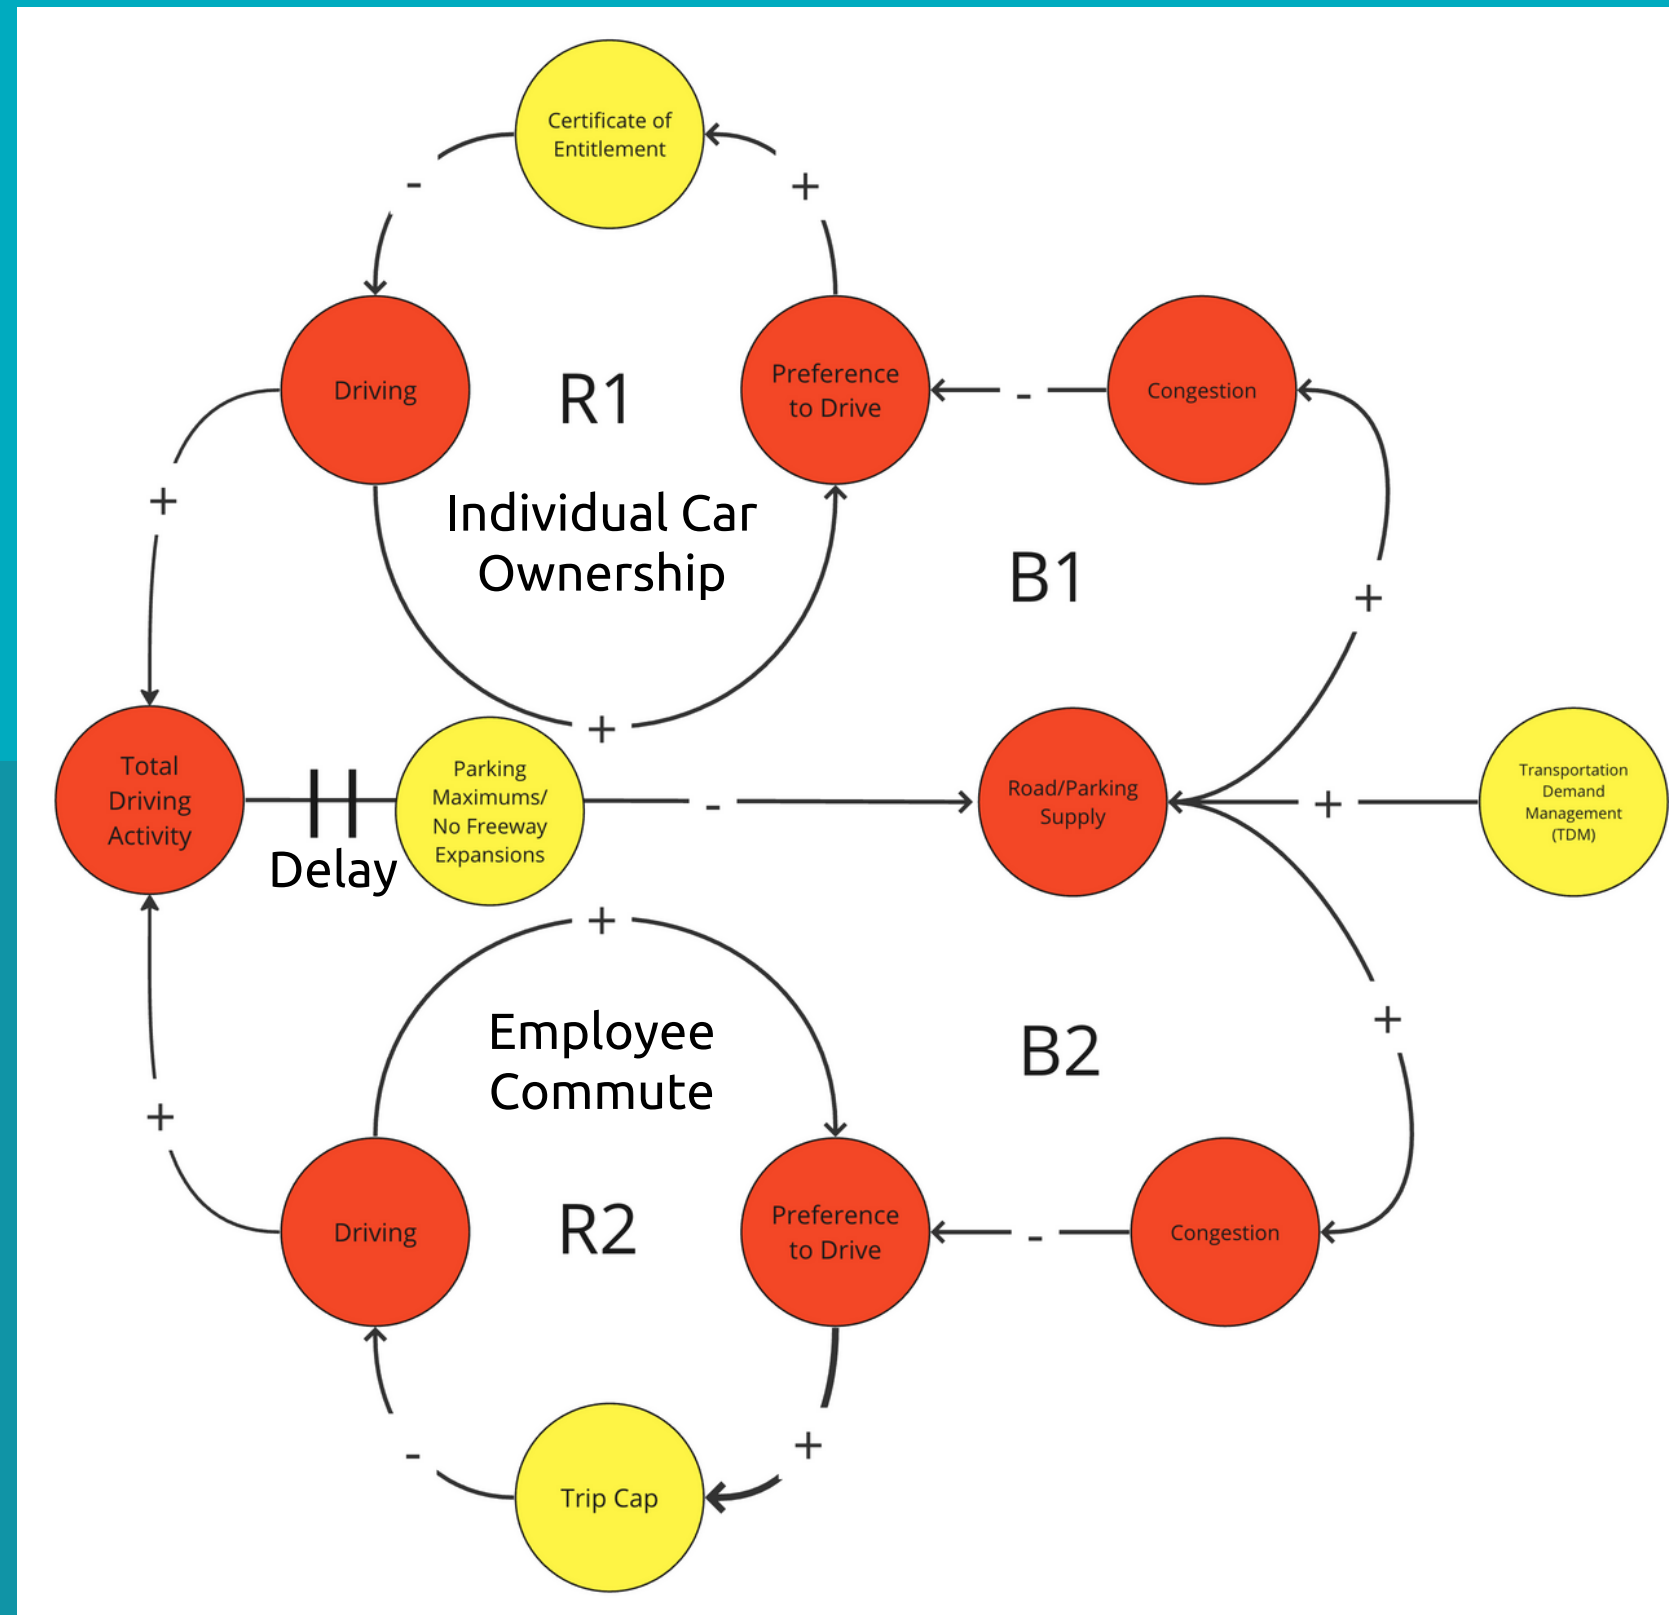 Certificate of
Entitlement
-
+
Driving
R1
Preference
to Drive
-
Congestion
+
Individual Car
Ownership
B1
+
+
Total
Driving
Activity
Delay
Parking
Maximums/
No Freeway
Expansions
-
Road/Parking
Supply
+
Transportation
Demand
Management
(TDM)
+
Employee
Commute
B2
+
+
Driving
R2
Preference
to Drive
-
Congestion
-
+
Trip Cap